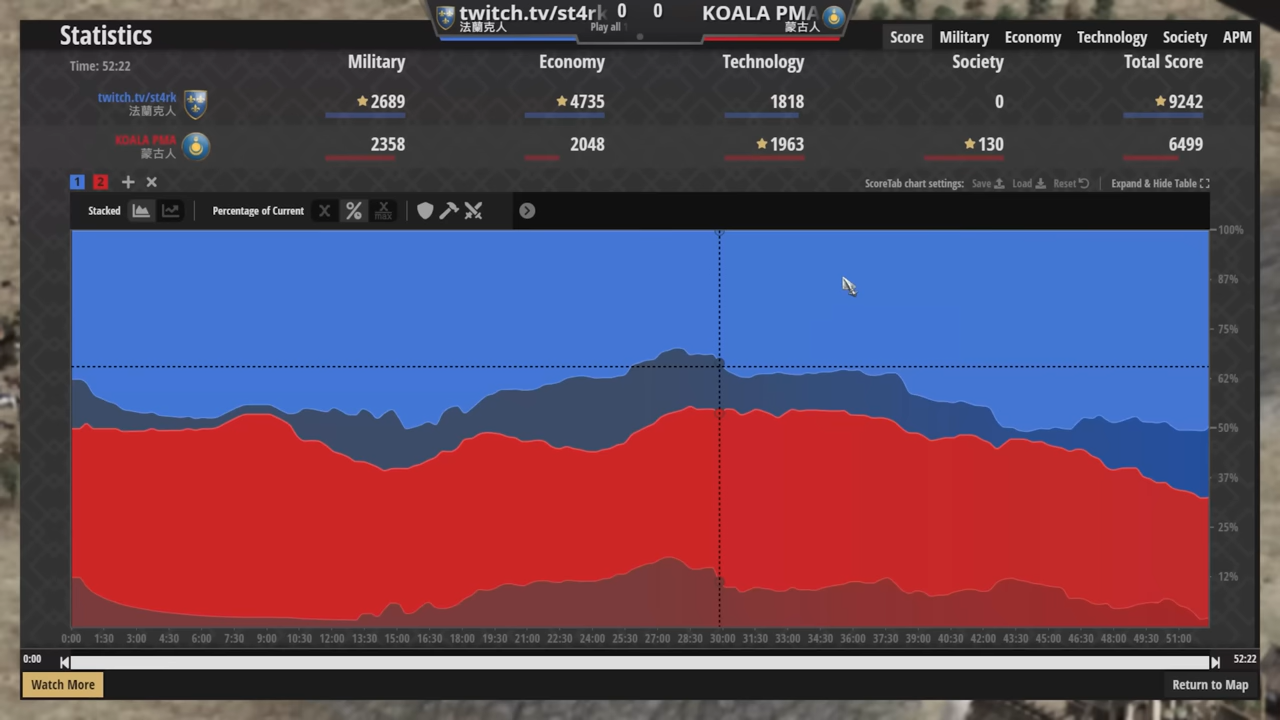 twitch.tv/st4rk 0 0 KOALA PMA
法蘭克人 Play all 蒙古人
Statistics
Score Military Economy Technology Society APM
Time: 52:22 Military Economy Technology Society Total Score
twitch.tv/st4rk 2689 4735 1818 0 9242
法蘭克人
KOALA PMA 2358 2048 1963 130 6499
蒙古人
1 2 + × ScoreTab chart settings: Save Load Reset Expand & Hide Table
Stacked Percentage of Current X % X max
100%
87%
75%
62%
50%
37%
25%
12%
0:00 1:30 3:00 4:30 6:00 7:30 9:00 10:30 12:00 13:30 15:00 16:30 18:00 19:30 21:00 22:30 24:00 25:30 27:00 28:30 30:00 31:30 33:00 34:30 36:00 37:30 39:00 40:30 42:00 43:30 45:00 46:30 48:00 49:30 51:00
0:00 52:22
Watch More Return to Map